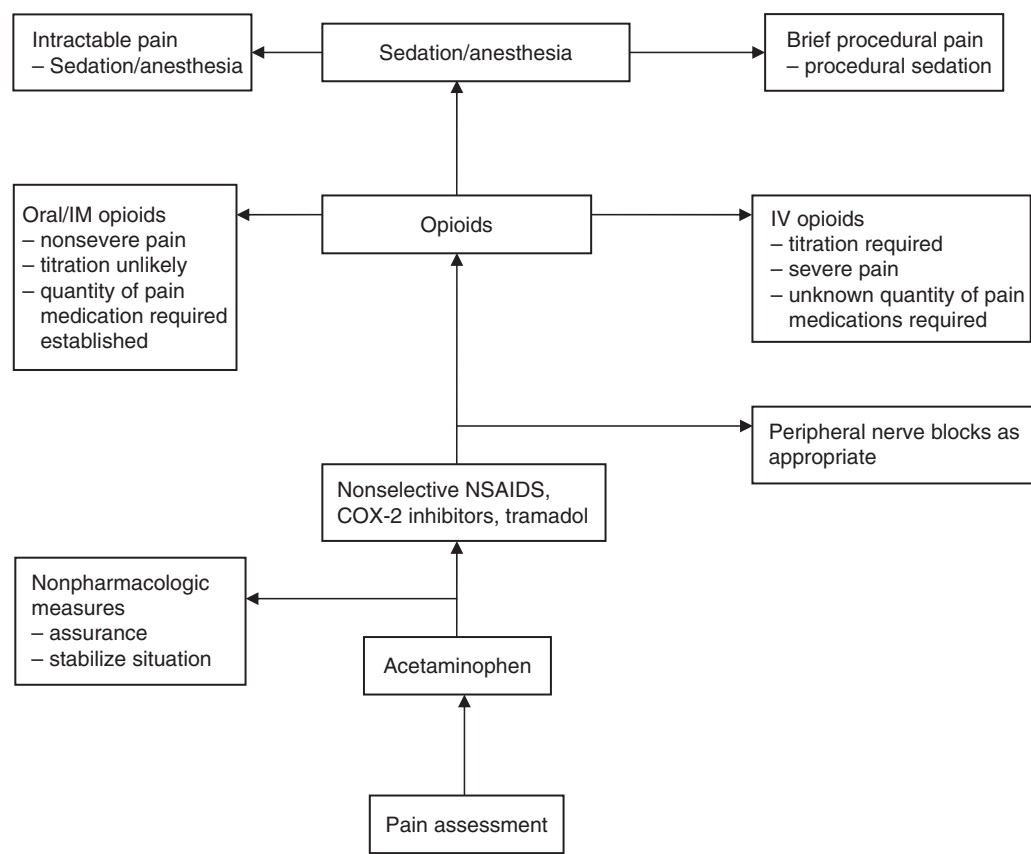 Intractable pain
– Sedation/anesthesia
Sedation/anesthesia
Brief procedural pain
– procedural sedation
Oral/IM opioids
– nonsevere pain
– titration unlikely
– quantity of pain
medication required
established
Opioids
IV opioids
– titration required
– severe pain
– unknown quantity of pain
medications required
Peripheral nerve blocks as
appropriate
Nonselective NSAIDS,
COX-2 inhibitors, tramadol
Nonpharmacologic
measures
– assurance
– stabilize situation
Acetaminophen
Pain assessment